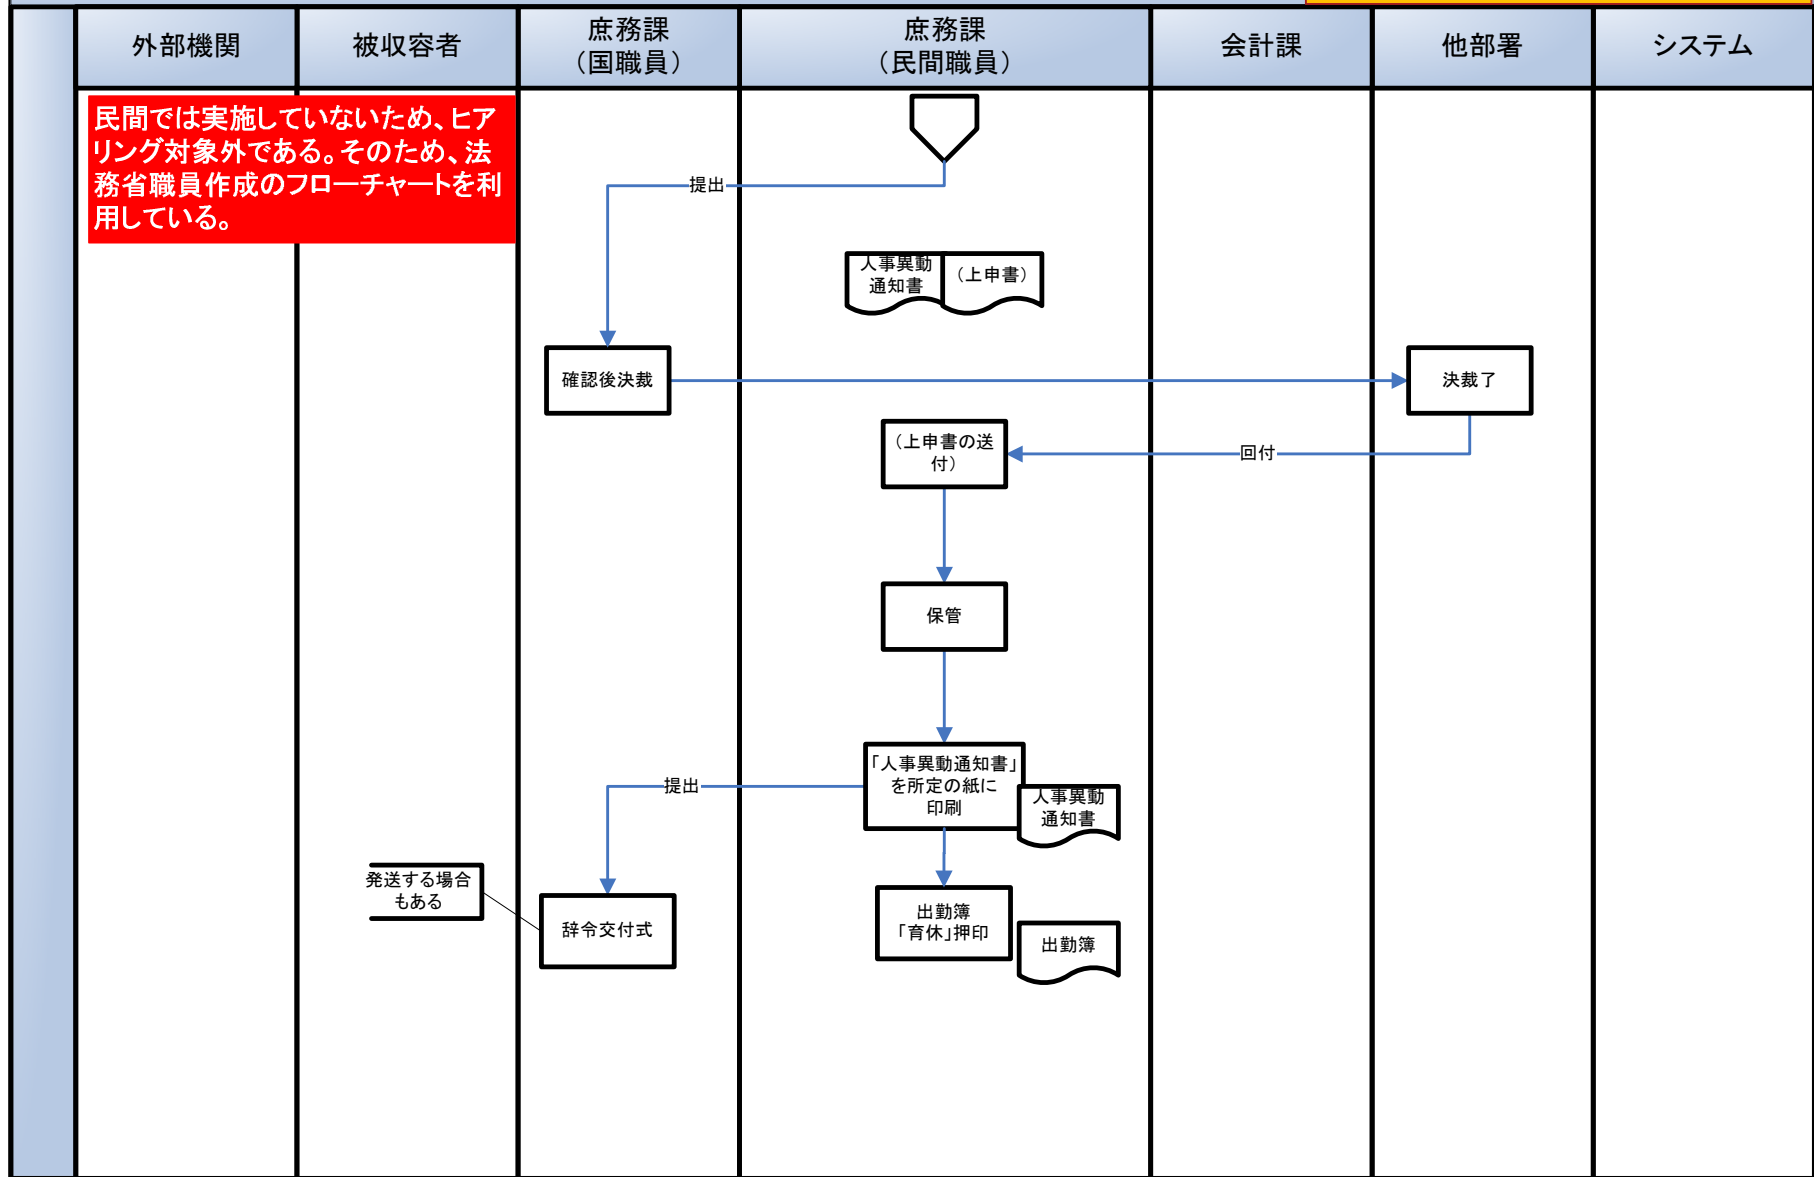 外部機関
被収容者
庶務課
（国職員）
庶務課
（民間職員）
会計課
他部署
システム
民間では実施していないため、ヒア
リング対象外である。そのため、法
務省職員作成のフローチャートを利
用している。
提出
人事異動
通知書
（上申書）
確認後決裁
決裁了
（上申書の送
付）
回付
保管
「人事異動通知書」
を所定の紙に
印刷
提出
人事異動
通知書
発送する場合
もある
辞令交付式
出勤簿
「育休」押印
出勤簿